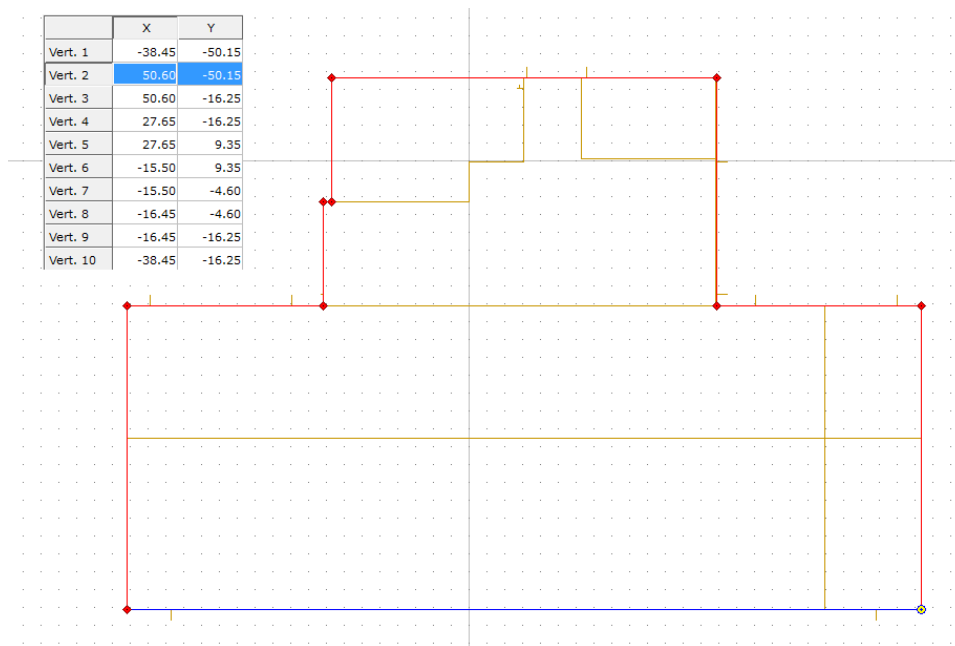 X Y
Vert. 1 -38.45 -50.15
Vert. 2 50.60 -50.15
Vert. 3 50.60 -16.25
Vert. 4 27.65 -16.25
Vert. 5 27.65 9.35
Vert. 6 -15.50 9.35
Vert. 7 -15.50 -4.60
Vert. 8 -16.45 -4.60
Vert. 9 -16.45 -16.25
Vert. 10 -38.45 -16.25